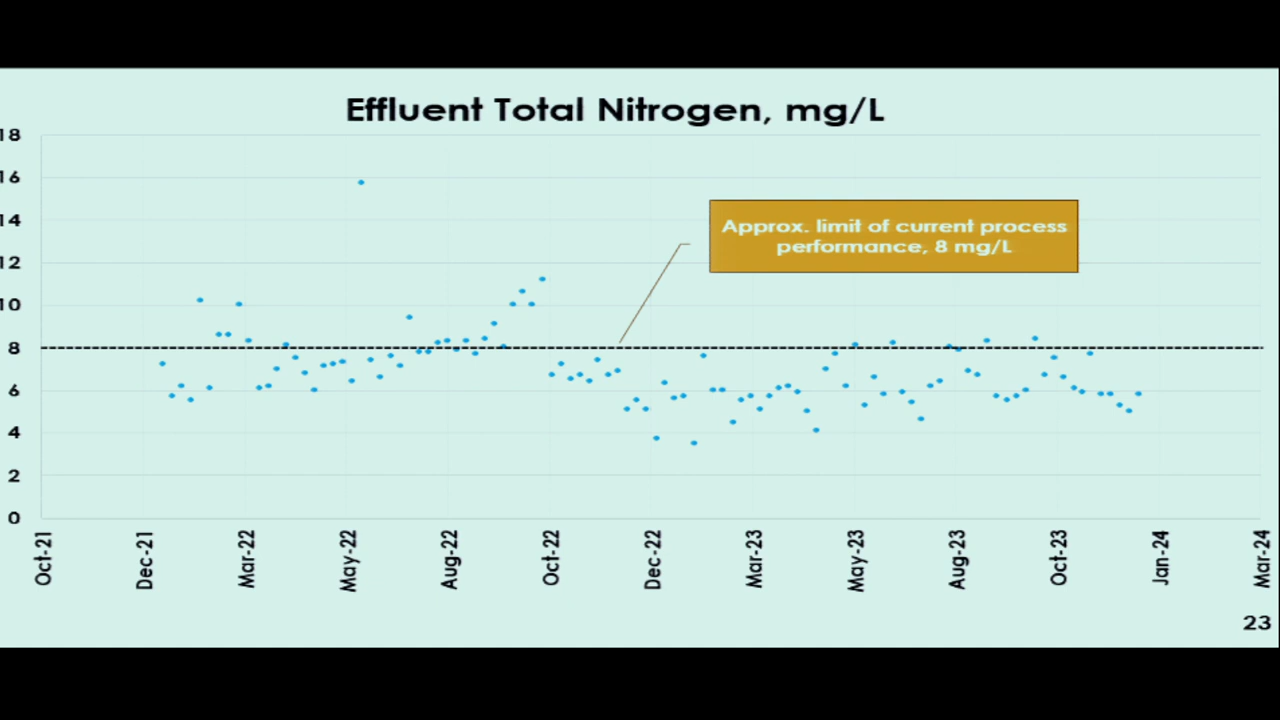 Effluent Total Nitrogen, mg/L
18
16
14
12
10
8
6
4
2
0
Approx. limit of current process
performance, 8 mg/L
Oct-21
Dec-21
Mar-22
May-22
Aug-22
Oct-22
Dec-22
Mar-23
May-23
Aug-23
Oct-23
Jan-24
Mar-24
23